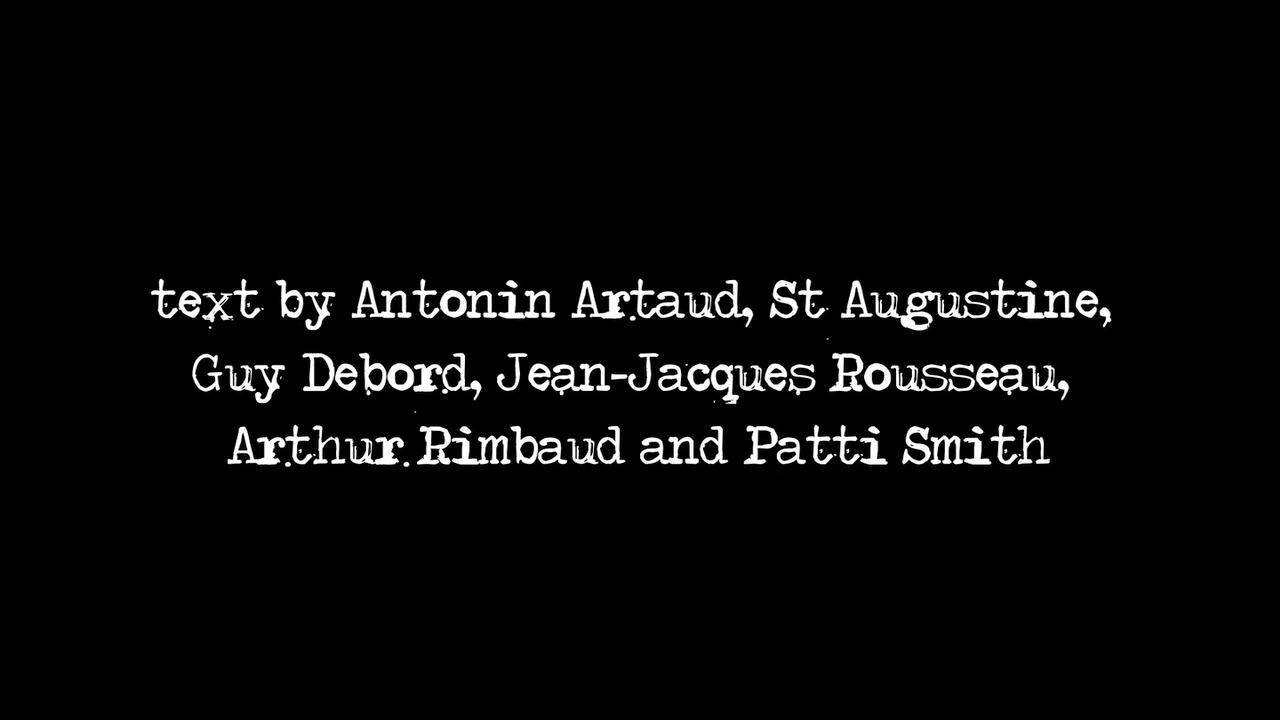 text by Antonin Artaud, St Augustine,
Guy Debord, Jean-Jacques Rousseau,
Arthur Rimbaud and Patti Smith